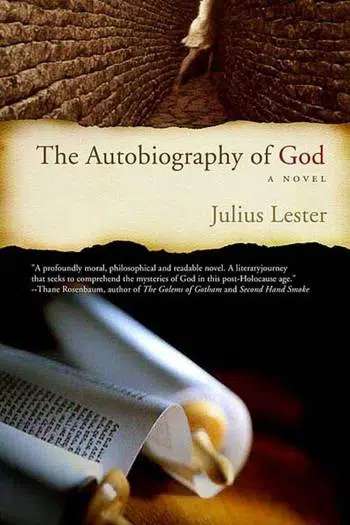 The Autobiography of God
A NOVEL
Julius Lester
"A profoundly moral, philosophical and readable novel. A literaryjourney
that seeks to comprehend the mysteries of God in this post-Holocaust age."
--Thane Rosenbaum, author of The Golems of Gotham and Second Hand Smoke